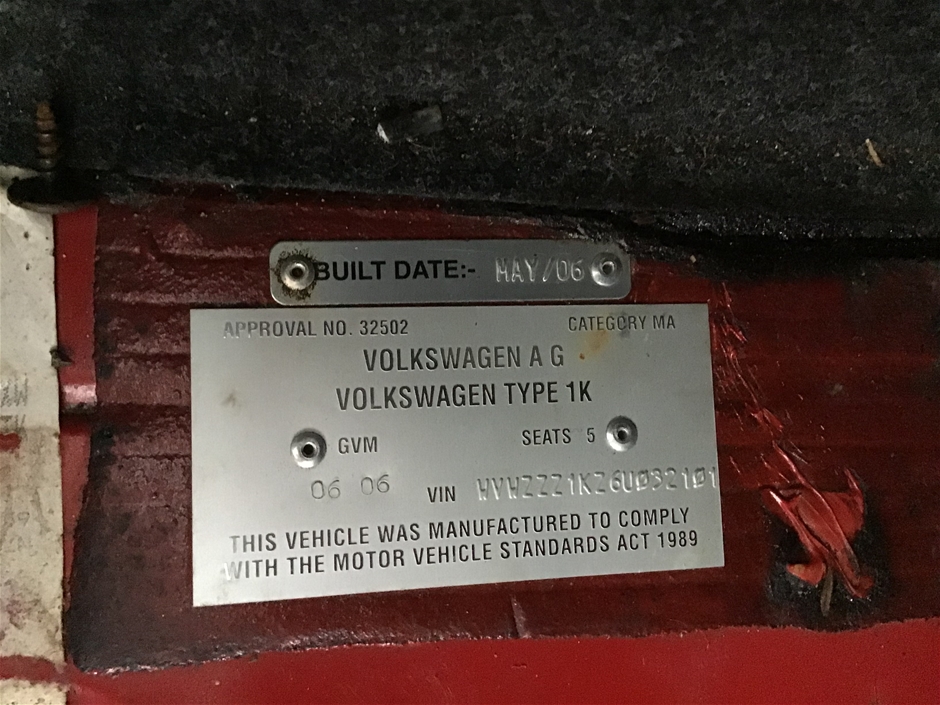 BUILT DATE:- MAY/06
APPROVAL NO. 32502 CATEGORY MA
VOLKSWAGEN A G
VOLKSWAGEN TYPE 1K
GVM SEATS 5
06 06 VIN WVWZZZ1KZ6U032101
THIS VEHICLE WAS MANUFACTURED TO COMPLY
WITH THE MOTOR VEHICLE STANDARDS ACT 1989